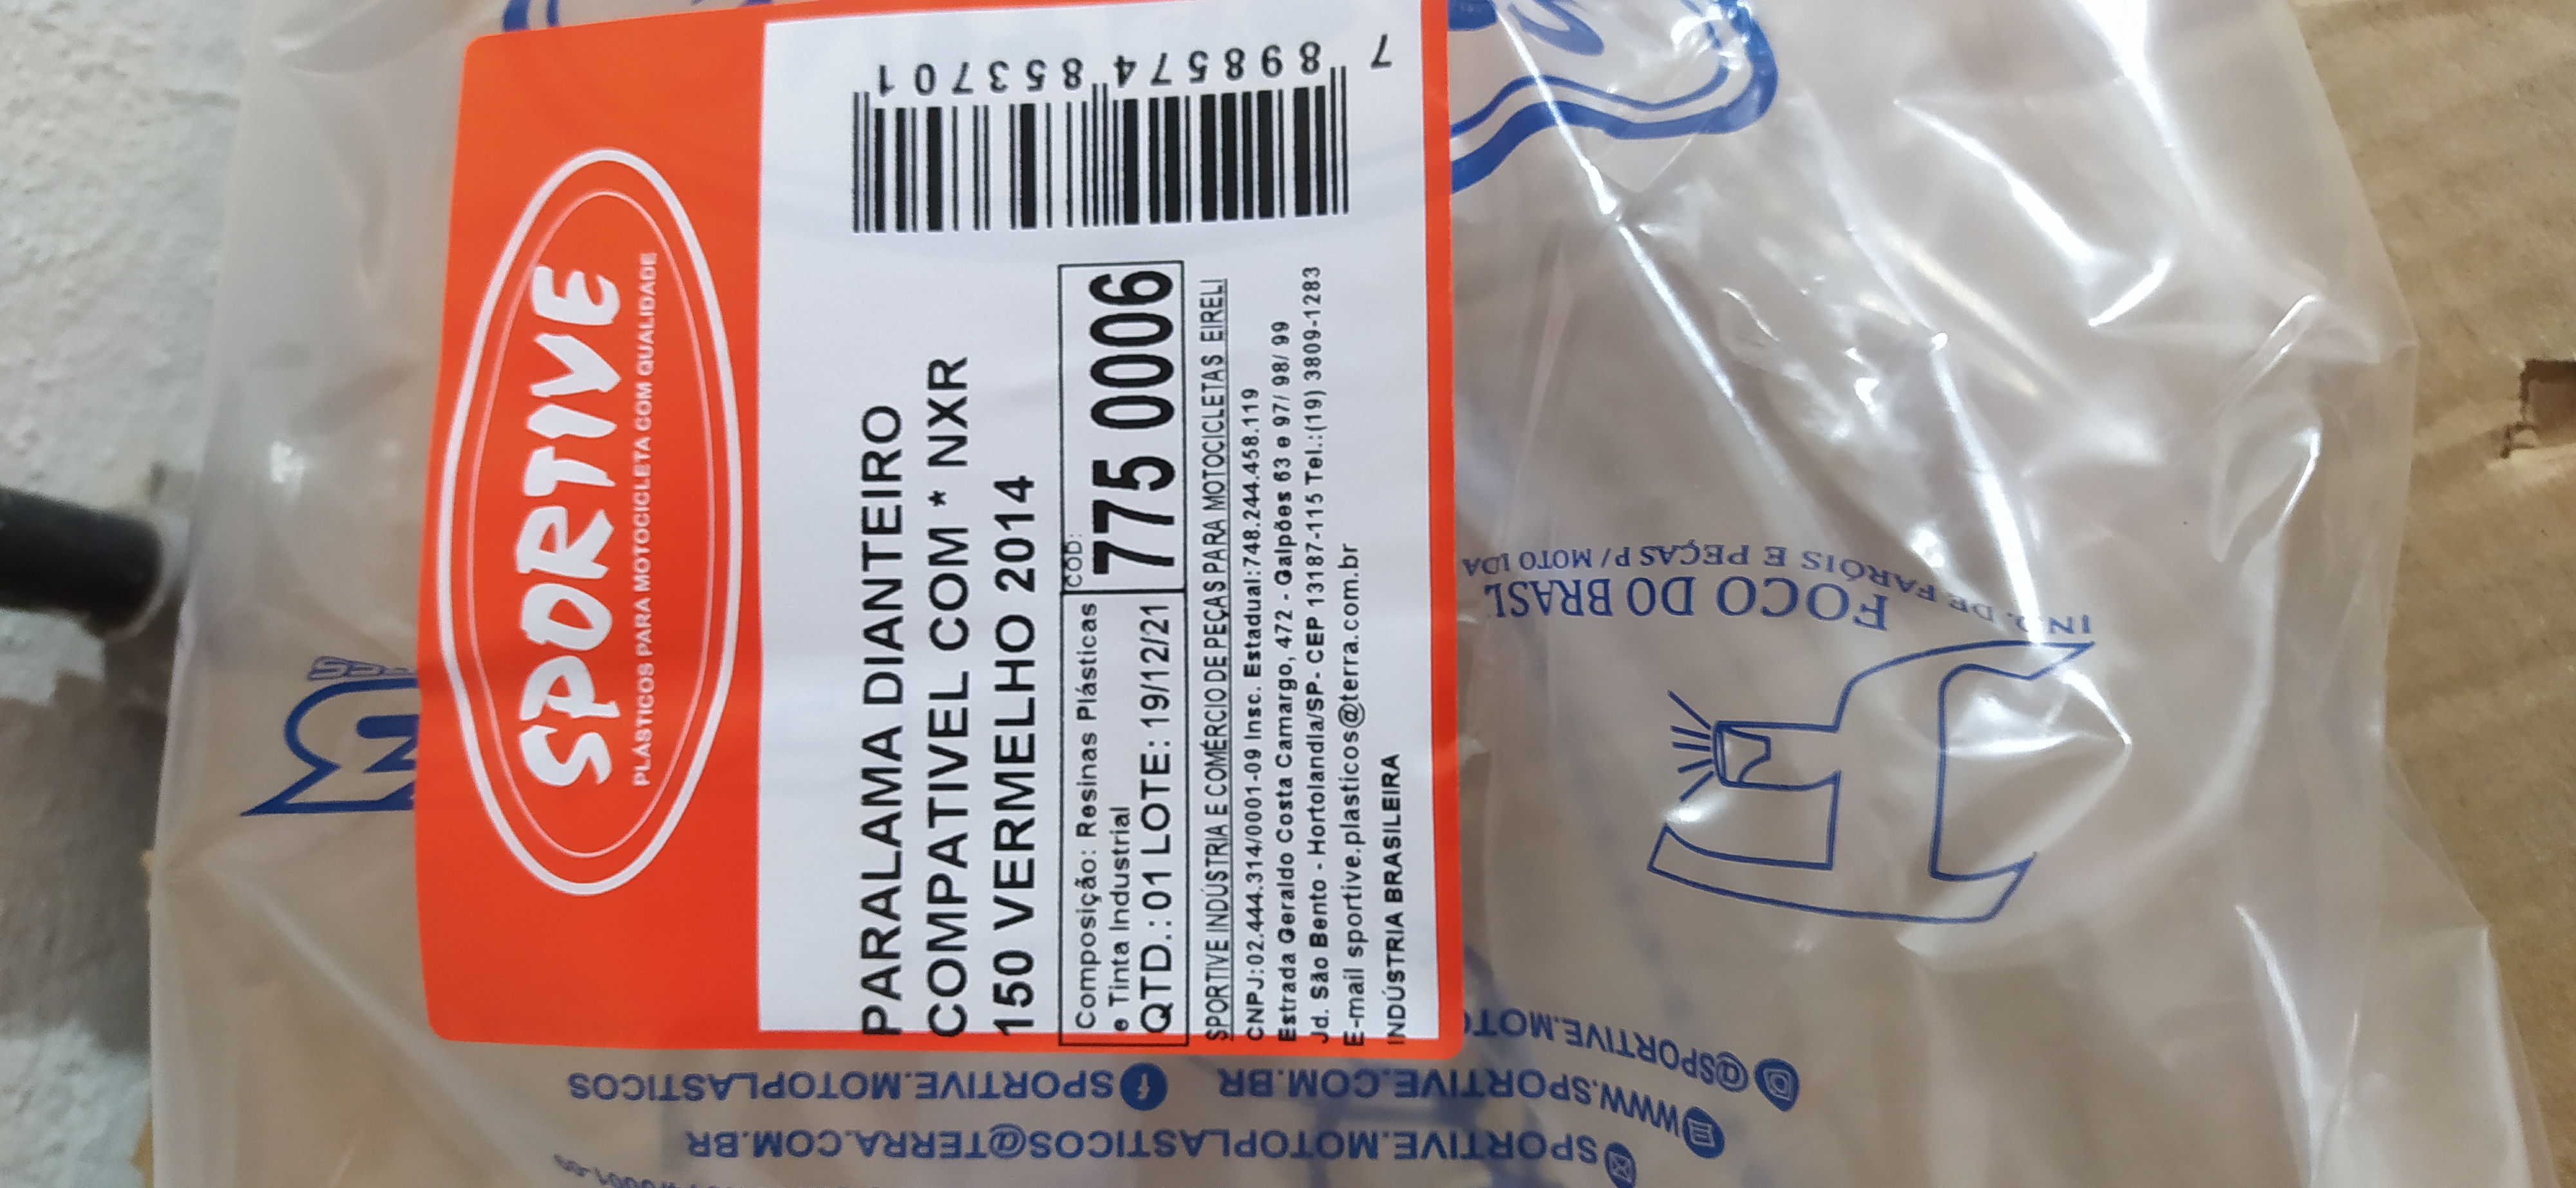 SPORTIVE
PLÁSTICOS PARA MOTOCICLETA COM QUALIDADE
PARALAMA DIANTEIRO
COMPATIVEL COM * NXR
150 VERMELHO 2014
Composição: Resinas Plásticas
e Tinta Industrial
QTD.: 01 LOTE: 19/12/21
COD:
775 0006
SPORTIVE INDÚSTRIA E COMÉRCIO DE PEÇAS PARA MOTOCICLETAS EIRELI
CNPJ:02.444.314/0001-09 Insc. Estadual:748.244.458.119
Estrada Geraldo Costa Camargo, 472 - Galpões 63 e 97/ 98/ 99
Jd. São Bento - Hortolandia/SP- CEP 13187-115 Tel.:(19) 3809-1283
E-mail sportive.plasticos@terra.com.br
INDÚSTRIA BRASILEIRA
7 898574 853701
FOCO DO BRASL
IND. DE FARÓIS E PEÇAS P/ MOTO LDA
@SPORTIVE.MOTO
WWW.SPORTIVE.COM.BR
SPORTIVE.MOTOPLASTICOS
SPORTIVE.MOTOPLASTICOS@TERRA.COM.BR